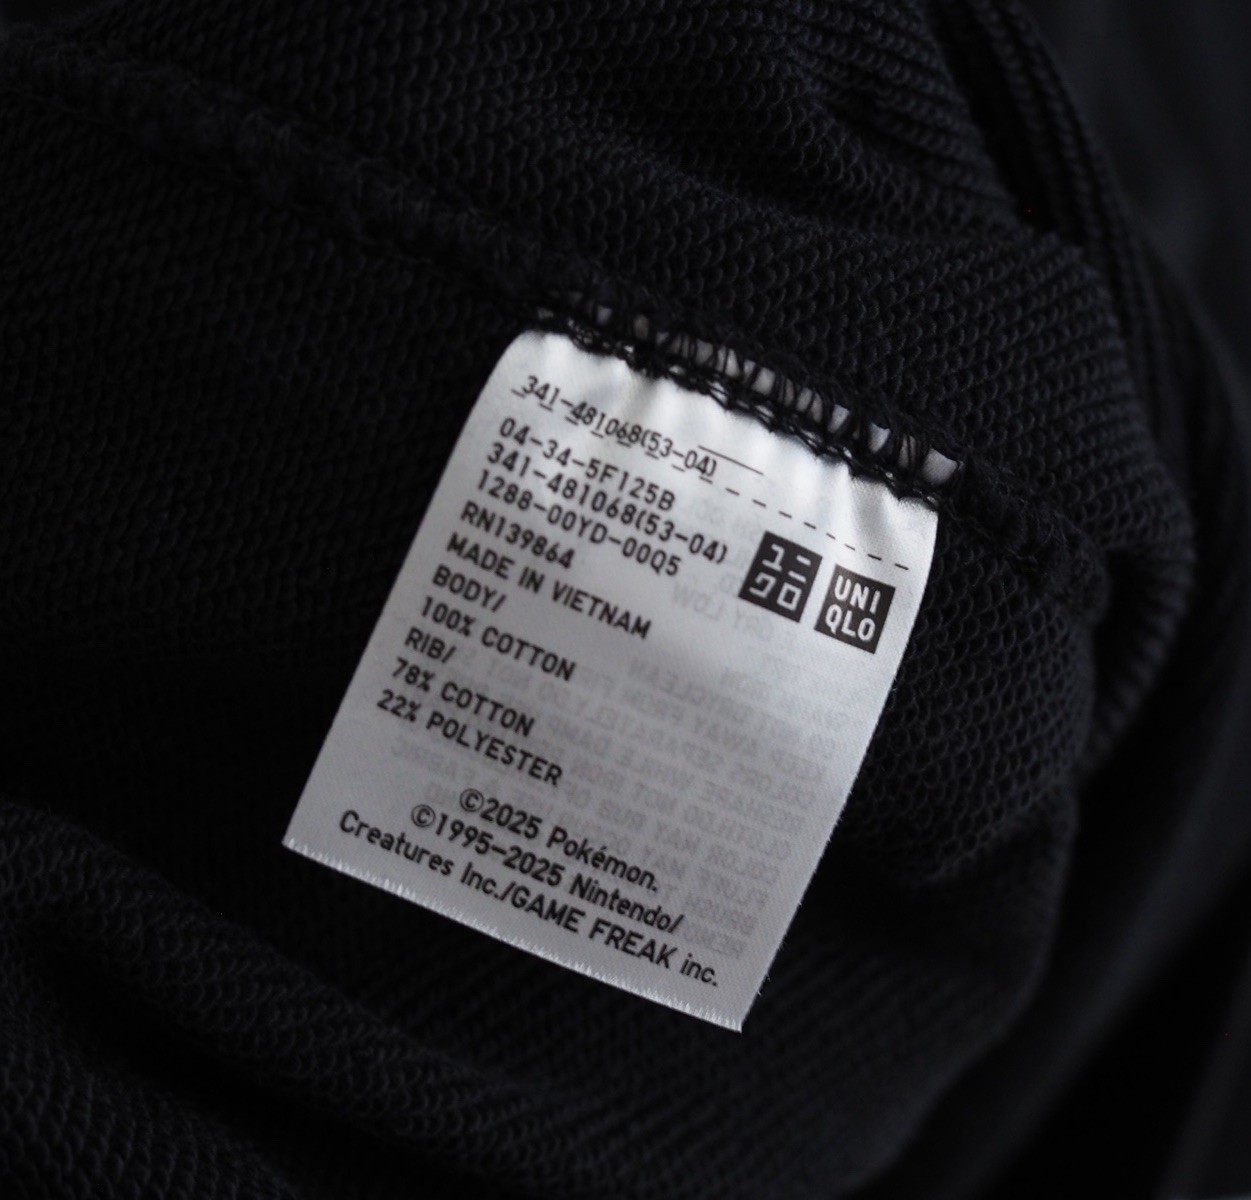 341-481068(53-04)
04-34-5F125B
341-481068(53-04)
1288-00YD-00Q5
RN139864
MADE IN VIETNAM
BODY/
100% COTTON
RIB/
78% COTTON
22% POLYESTER
ユニ
クロ
UNI
QLO
©2025 Pokémon.
©1995-2025 Nintendo/
Creatures Inc./GAME FREAK inc.